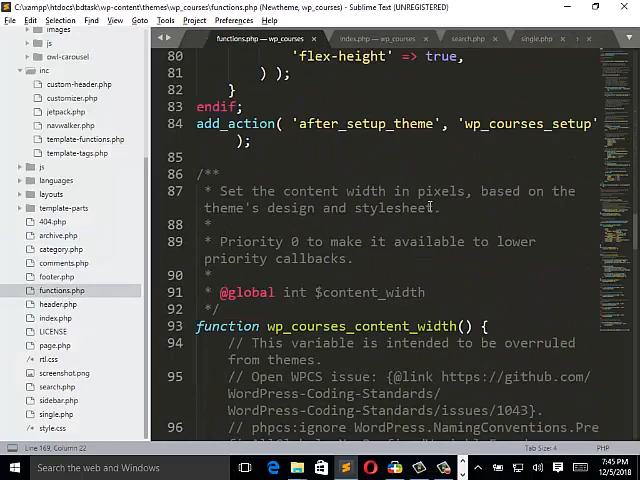 C:\xampp\htdocs\bdtask\wp-content\themes\wp_courses\functions.php (Newtheme, wp_courses) - Sublime Text (UNREGISTERED)
File Edit Selection Find View Goto Tools Project Preferences Help
images
js
owl-carousel
inc
custom-header.php
customizer.php
jetpack.php
navwalker.php
template-functions.php
template-tags.php
js
languages
layouts
template-parts
404.php
archive.php
category.php
comments.php
footer.php
functions.php
header.php
index.php
LICENSE
page.php
rtl.css
screenshot.png
search.php
sidebar.php
single.php
style.css
functions.php — wp_courses × index.php — wp_courses × search.php × single.php ×
80 'flex-height' => true,
81 ) );
82 }
83 endif;
84 add_action( 'after_setup_theme', 'wp_courses_setup'
);
85
86 /**
87 * Set the content width in pixels, based on the
theme's design and stylesheet.
88 *
89 * Priority 0 to make it available to lower
priority callbacks.
90 *
91 * @global int $content_width
92 */
93 function wp_courses_content_width() {
94 // This variable is intended to be overruled
from themes.
95 // Open WPCS issue: {@link https://github.com/
WordPress-Coding-Standards/
WordPress-Coding-Standards/issues/1043}.
96 // phpcs:ignore WordPress.NamingConventions.Pre
Line 169, Column 22 Tab Size: 4 PHP
Search the web and Windows
7:45 PM
12/5/2018